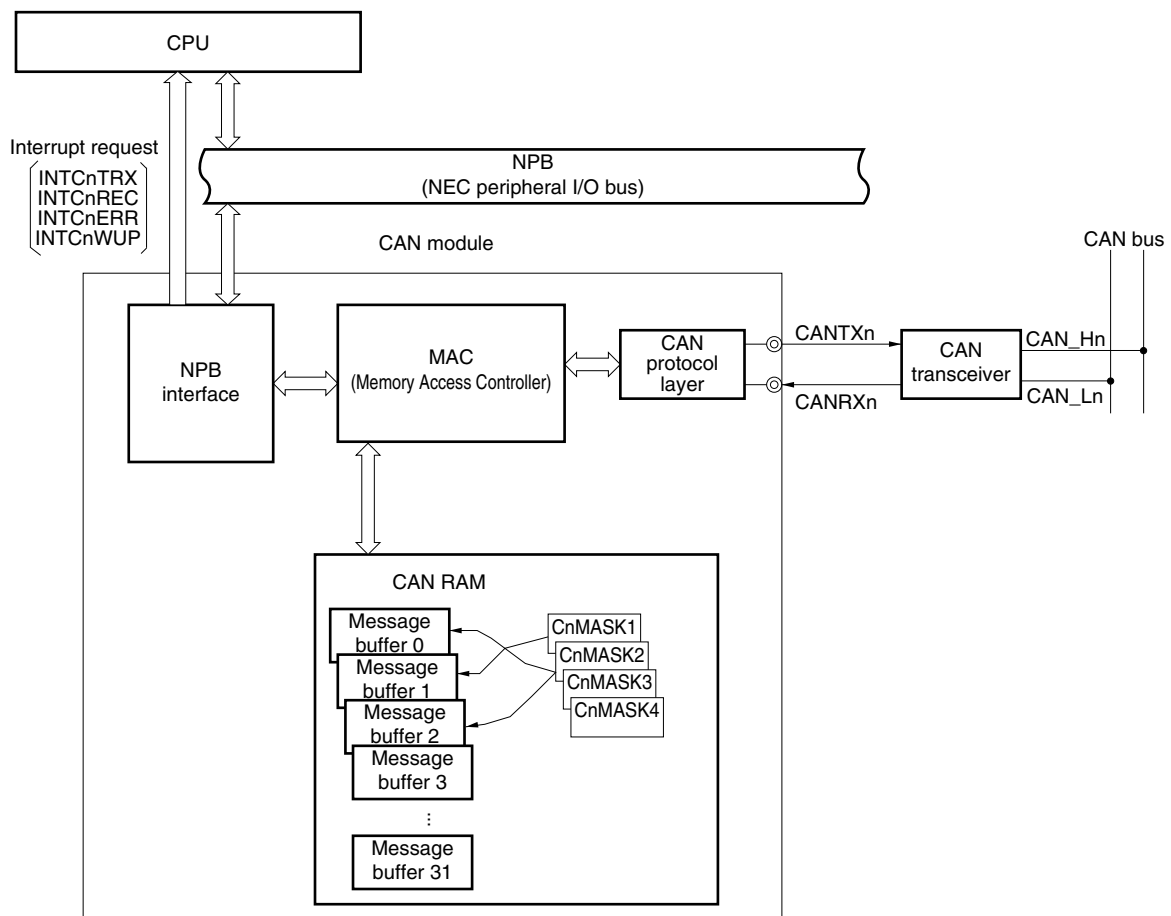 CPU
Interrupt request
INTCnTRX
INTCnREC
INTCnERR
INTCnWUP
NPB
(NEC peripheral I/O bus)
CAN module
CAN bus
NPB
interface
MAC
(Memory Access Controller)
CAN
protocol
layer
CANTXn
CANRXn
CAN
transceiver
CAN_Hn
CAN_Ln
CAN RAM
Message
buffer 0
Message
buffer 1
Message
buffer 2
Message
buffer 3
...
Message
buffer 31
CnMASK1
CnMASK2
CnMASK3
CnMASK4